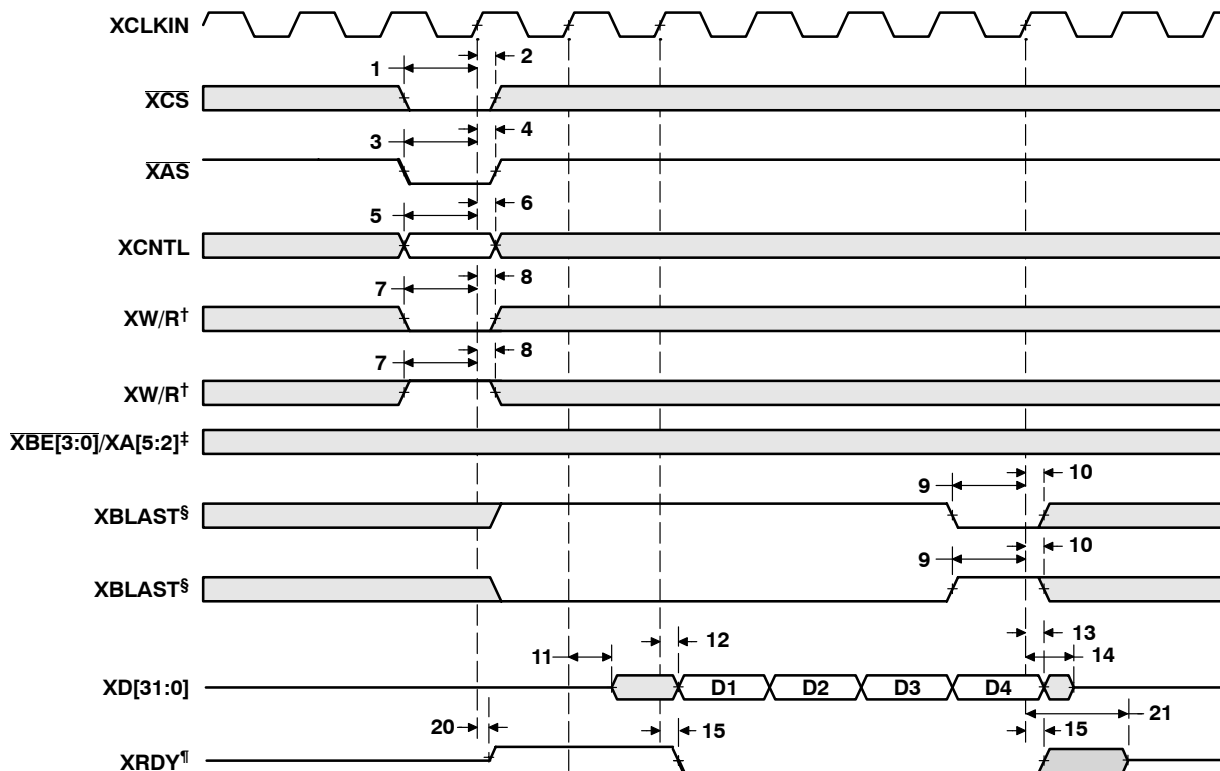 XCLKIN
2
1
XCS
4
3
XAS
6
5
XCNTL
8
7
XW/R†
8
7
XW/R†
XBE[3:0]/XA[5:2]‡
10
9
XBLAST§
10
9
XBLAST§
13
12
11
14
XD[31:0]
D1 D2 D3 D4
21
20
15
15
XRDY¶